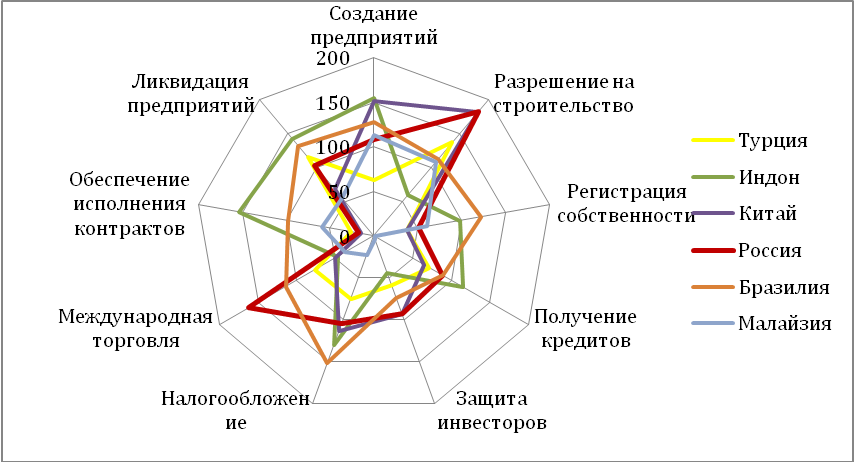 Создание
предприятий
Разрешение на
строительство
Регистрация
собственности
Получение
кредитов
Защита
инвесторов
Налогообложен
ие
Международная
торговля
Обеспечение
исполнения
контрактов
Ликвидация
предприятий
200
150
100
50
0
Турция
Индон
Китай
Россия
Бразилия
Малайзия